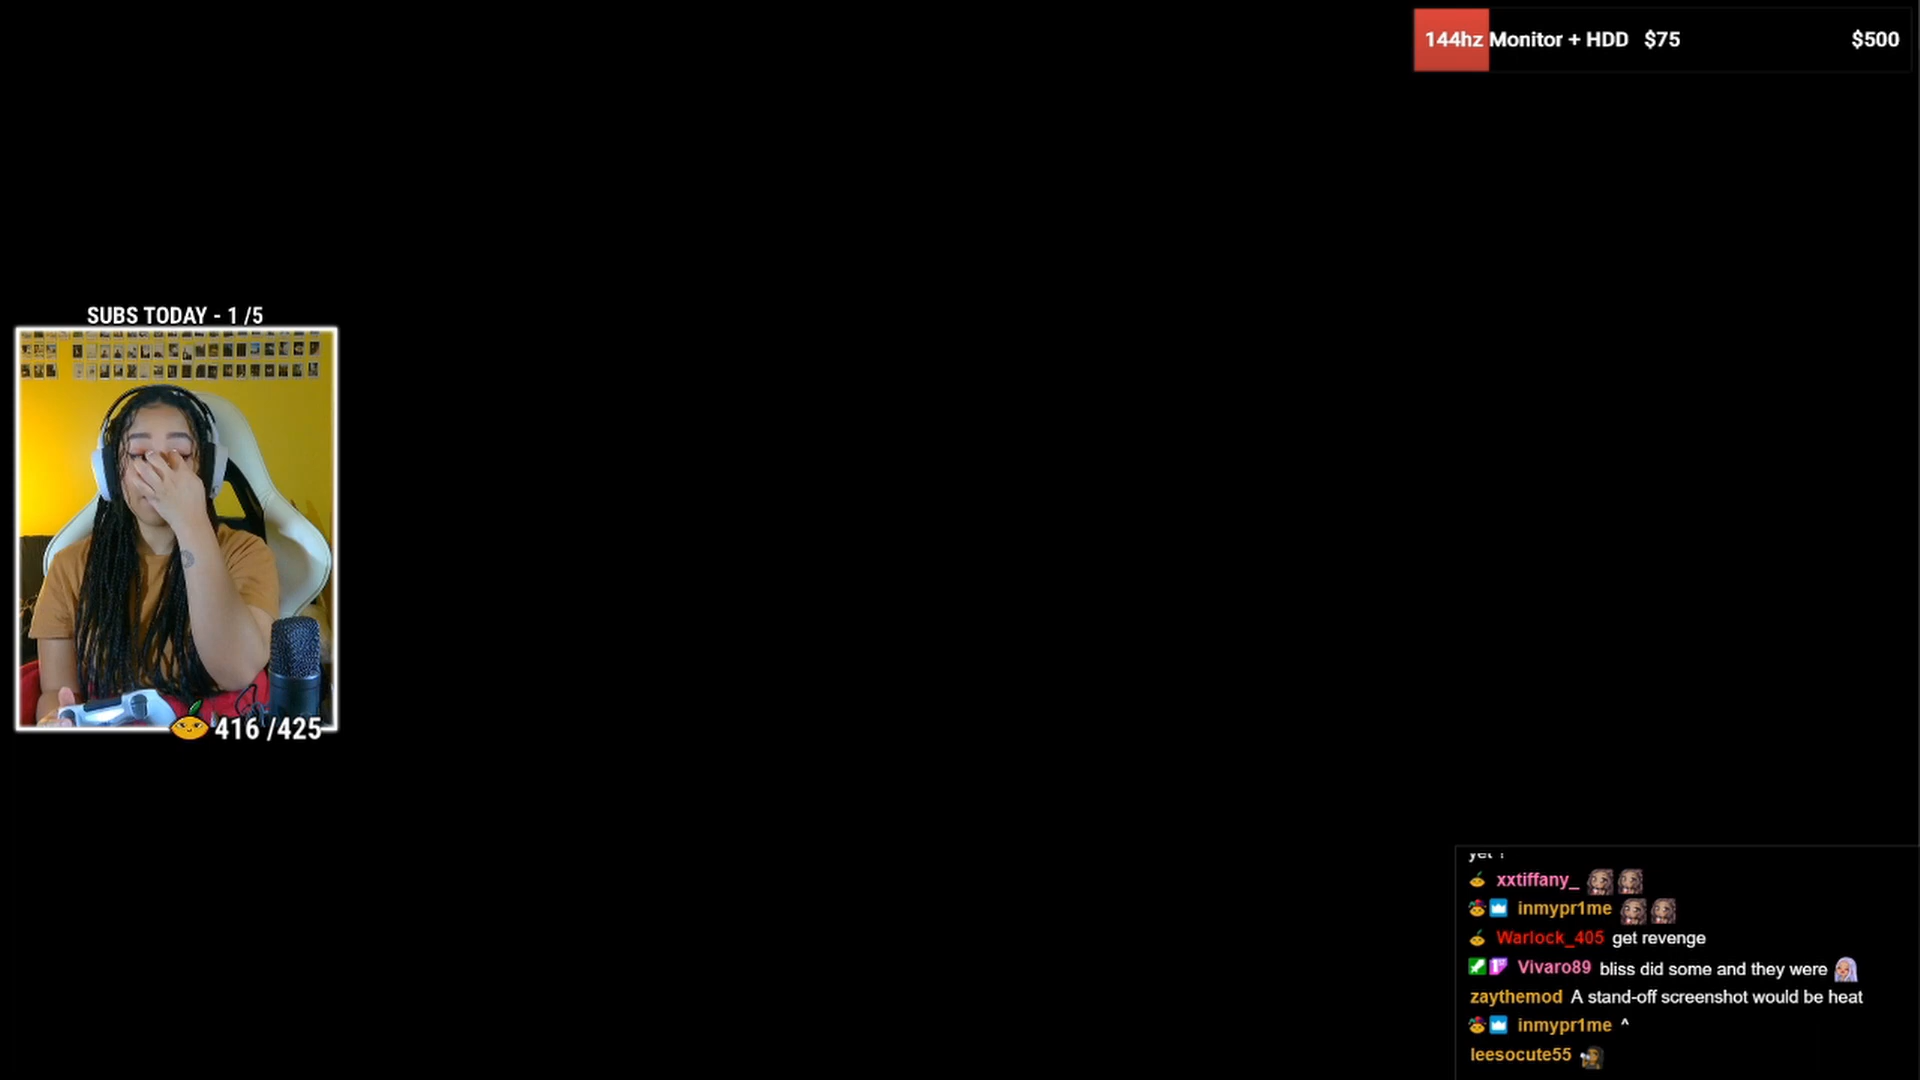 144hz Monitor + HDD $75 $500
SUBS TODAY - 1 /5
416 /425
yet !
xxtiffany_
inmypr1me
Warlock_405 get revenge
Vivaro89 bliss did some and they were
zaythemod A stand-off screenshot would be heat
inmypr1me ^
leesocute55